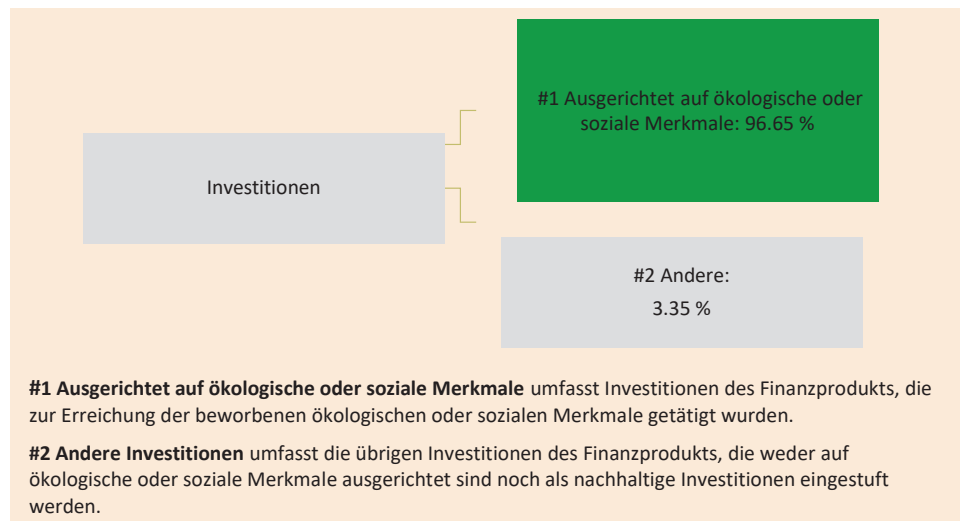 #1 Ausgerichtet auf ökologische oder
soziale Merkmale: 96.65 %
Investitionen
#2 Andere:
3.35 %
#1 Ausgerichtet auf ökologische oder soziale Merkmale umfasst Investitionen des Finanzprodukts, die
zur Erreichung der beworbenen ökologischen oder sozialen Merkmale getätigt wurden.
#2 Andere Investitionen umfasst die übrigen Investitionen des Finanzprodukts, die weder auf
ökologische oder soziale Merkmale ausgerichtet sind noch als nachhaltige Investitionen eingestuft
werden.